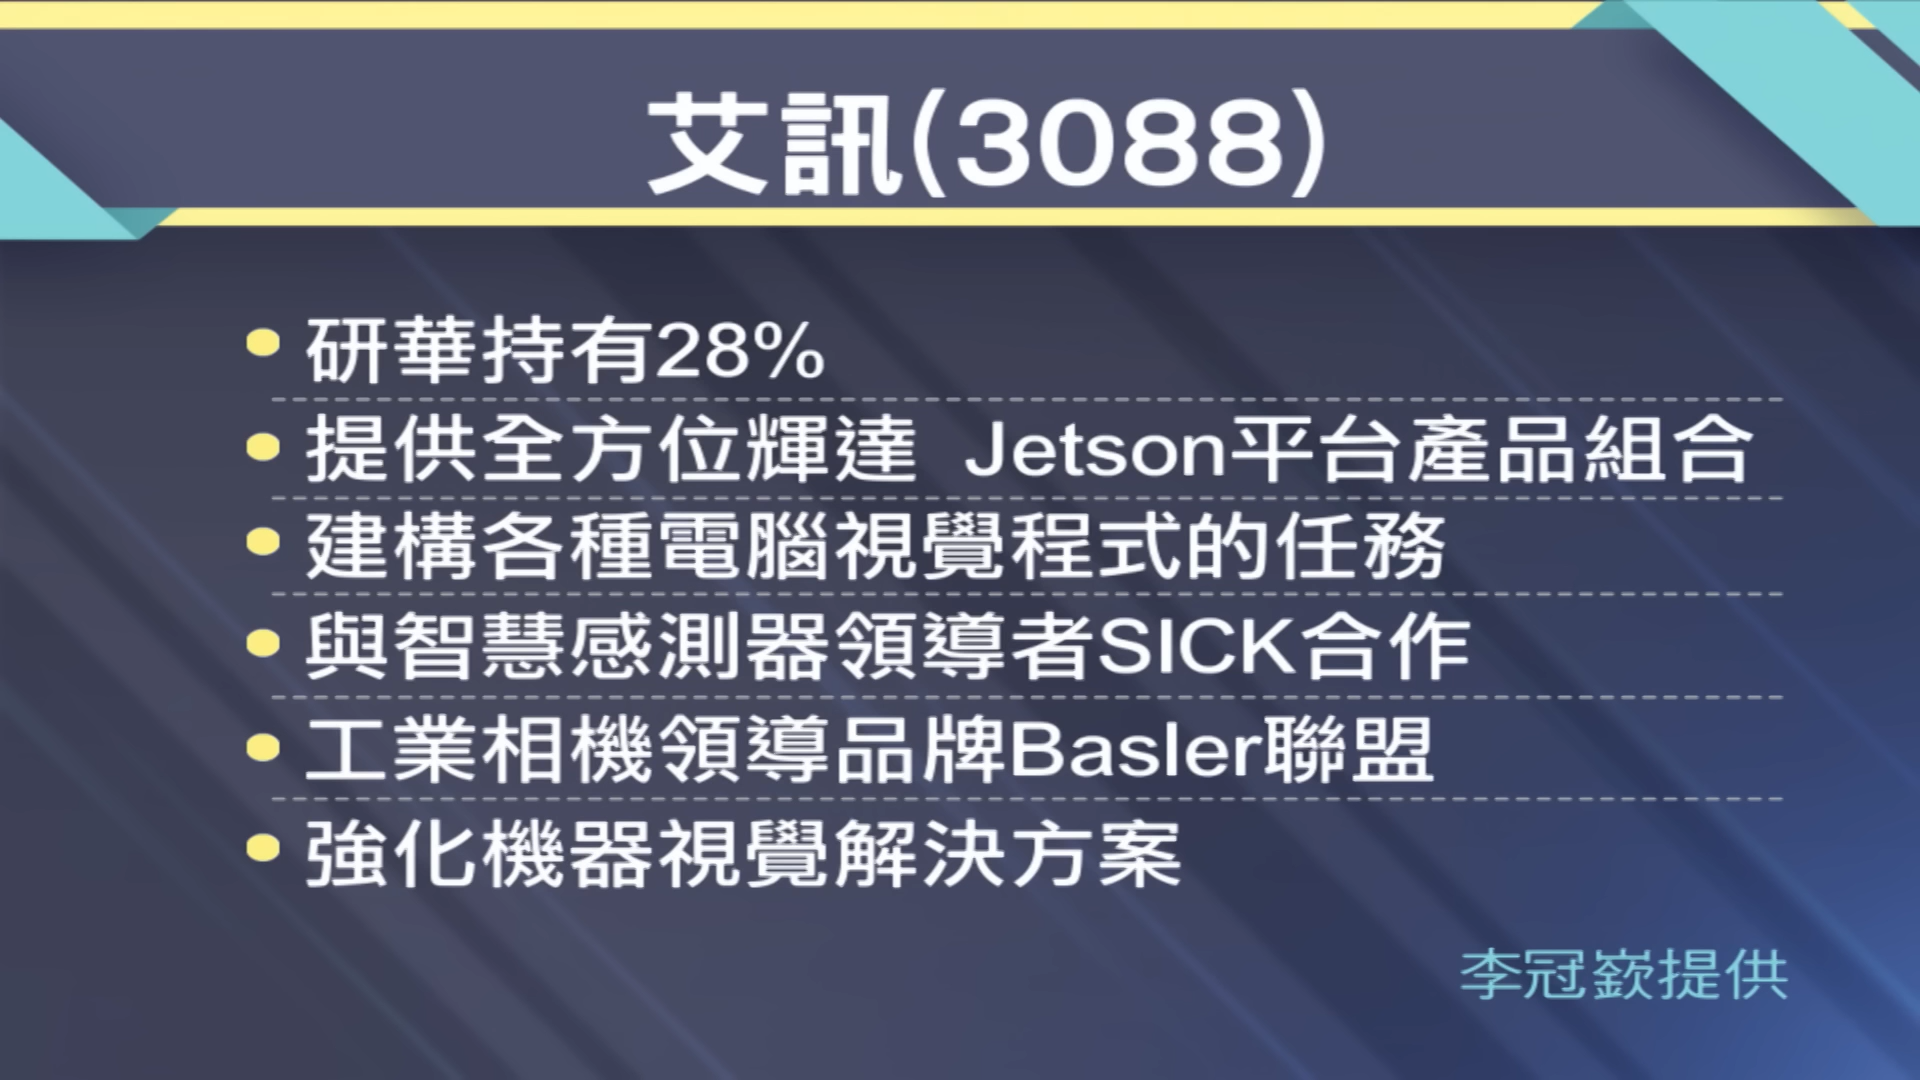 艾訊(3088)
研華持有28%
提供全方位輝達 Jetson平台產品組合
建構各種電腦視覺程式的任務
與智慧感測器領導者SICK合作
工業相機領導品牌Basler聯盟
強化機器視覺解決方案
李冠嶔提供